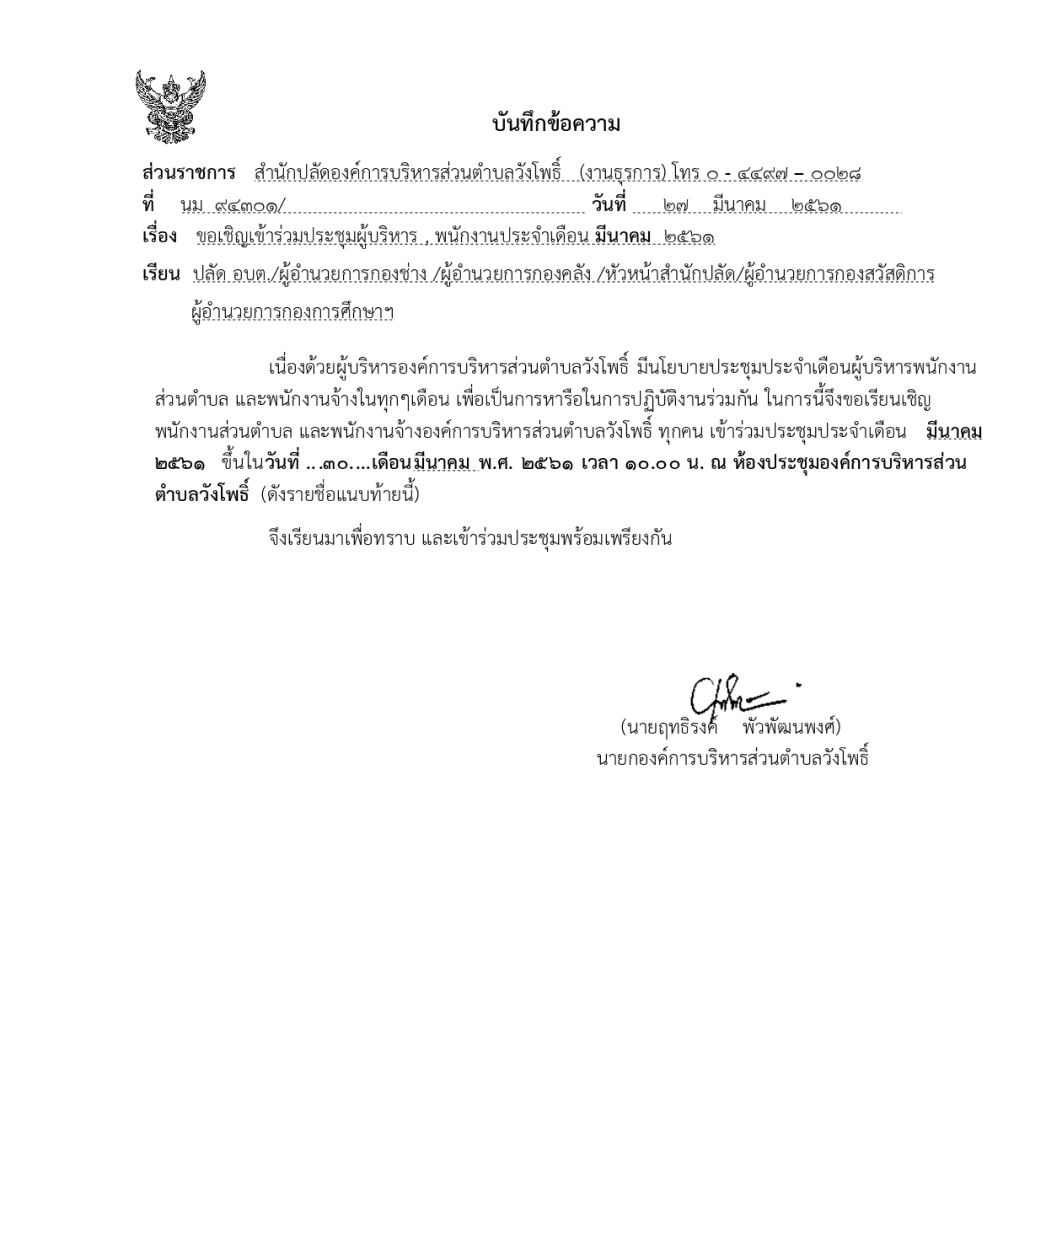 บันทึกข้อความ
ส่วนราชการ สำนักปลัดองค์การบริหารส่วนตำบลวังโพธิ์ (งานธุรการ) โทร ๐ - ๔๔๙๗ – ๐๐๒๘
ที่ นม ๙๔๓๐๑/ วันที่ ๒๗ มีนาคม ๒๕๖๑
เรื่อง ขอเชิญเข้าร่วมประชุมผู้บริหาร , พนักงานประจำเดือน มีนาคม ๒๕๖๑
เรียน ปลัด อบต./ผู้อำนวยการกองช่าง /ผู้อำนวยการกองคลัง /หัวหน้าสำนักปลัด/ผู้อำนวยการกองสวัสดิการ
ผู้อำนวยการกองการศึกษาฯ
เนื่องด้วยผู้บริหารองค์การบริหารส่วนตำบลวังโพธิ์ มีนโยบายประชุมประจำเดือนผู้บริหารพนักงาน
ส่วนตำบล และพนักงานจ้างในทุกๆเดือน เพื่อเป็นการหารือในการปฏิบัติงานร่วมกัน ในการนี้จึงขอเรียนเชิญ
พนักงานส่วนตำบล และพนักงานจ้างองค์การบริหารส่วนตำบลวังโพธิ์ ทุกคน เข้าร่วมประชุมประจำเดือน มีนาคม
๒๕๖๑ ขึ้นในวันที่ ...๓๐....เดือนมีนาคม พ.ศ. ๒๕๖๑ เวลา ๑๐.๐๐ น. ณ ห้องประชุมองค์การบริหารส่วน
ตำบลวังโพธิ์ (ดังรายชื่อแนบท้ายนี้)
จึงเรียนมาเพื่อทราบ และเข้าร่วมประชุมพร้อมเพรียงกัน
(นายฤทธิรงค์ พัวพัฒนพงศ์)
นายกองค์การบริหารส่วนตำบลวังโพธิ์